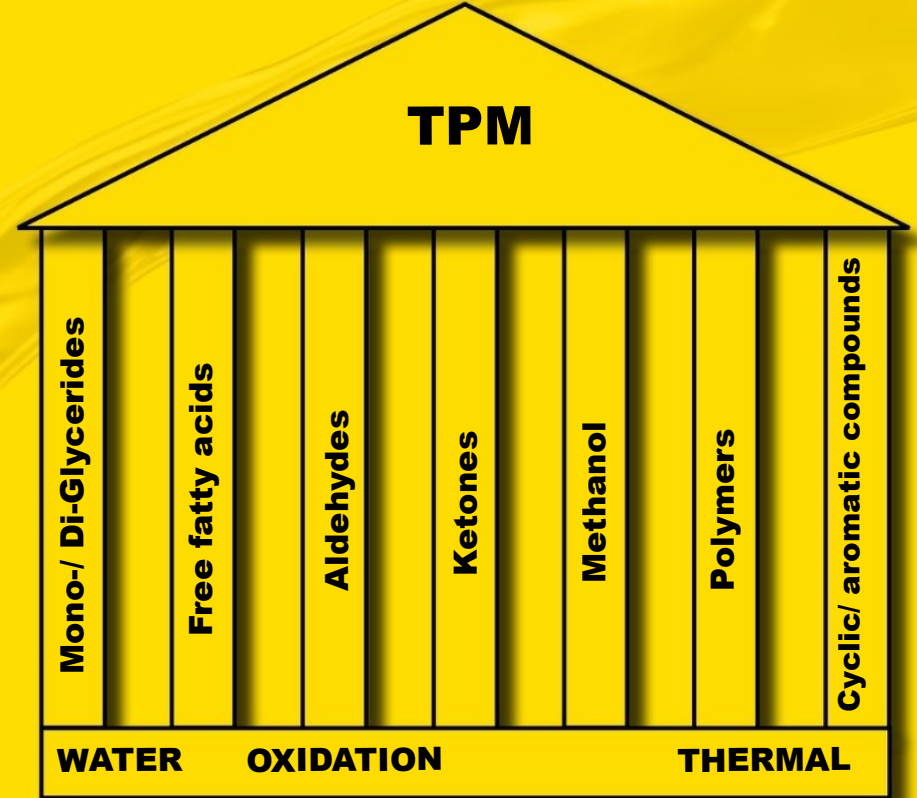 TPM
Mono-/ Di-Glycerides
Free fatty acids
Aldehydes
Ketones
Methanol
Polymers
Cyclic/ aromatic compounds
WATER OXIDATION THERMAL